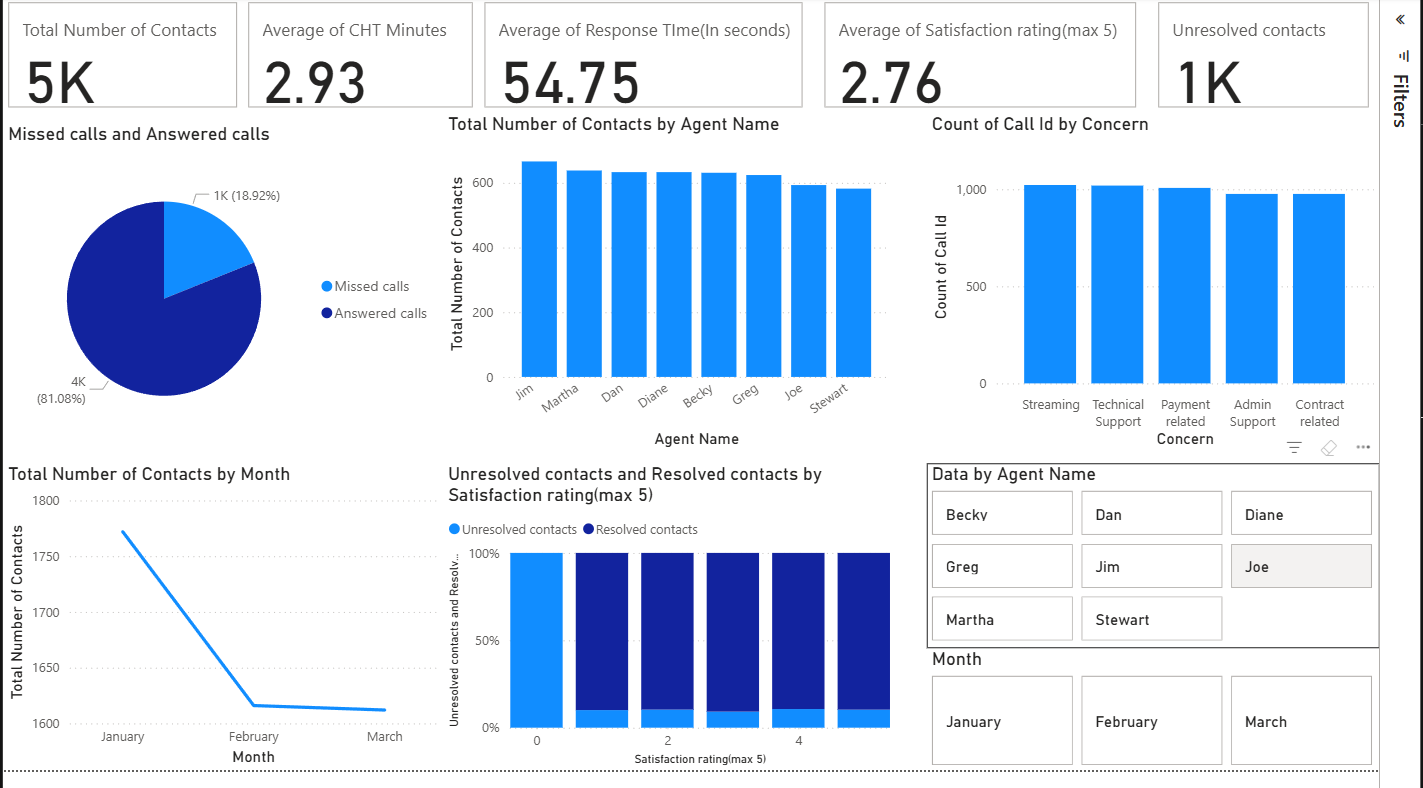 Total Number of Contacts
5K
Average of CHT Minutes
2.93
Average of Response TIme(In seconds)
54.75
Average of Satisfaction rating(max 5)
2.76
Unresolved contacts
1K
Filters
Missed calls and Answered calls
1K (18.92%)
4K
(81.08%)
Missed calls
Answered calls
Total Number of Contacts by Agent Name
Total Number of Contacts
600
400
200
0
Jim
Martha
Dan
Diane
Becky
Greg
Joe
Stewart
Agent Name
Count of Call Id by Concern
Count of Call Id
1,000
500
0
Streaming
Technical
Support
Payment
related
Admin
Support
Contract
related
Concern
Total Number of Contacts by Month
Total Number of Contacts
1800
1750
1700
1650
1600
January
February
March
Month
Unresolved contacts and Resolved contacts by
Satisfaction rating(max 5)
Unresolved contacts
Resolved contacts
Unresolved contacts and Resolv...
100%
50%
0%
0
2
4
Satisfaction rating(max 5)
Data by Agent Name
Becky
Dan
Diane
Greg
Jim
Joe
Martha
Stewart
Month
January
February
March